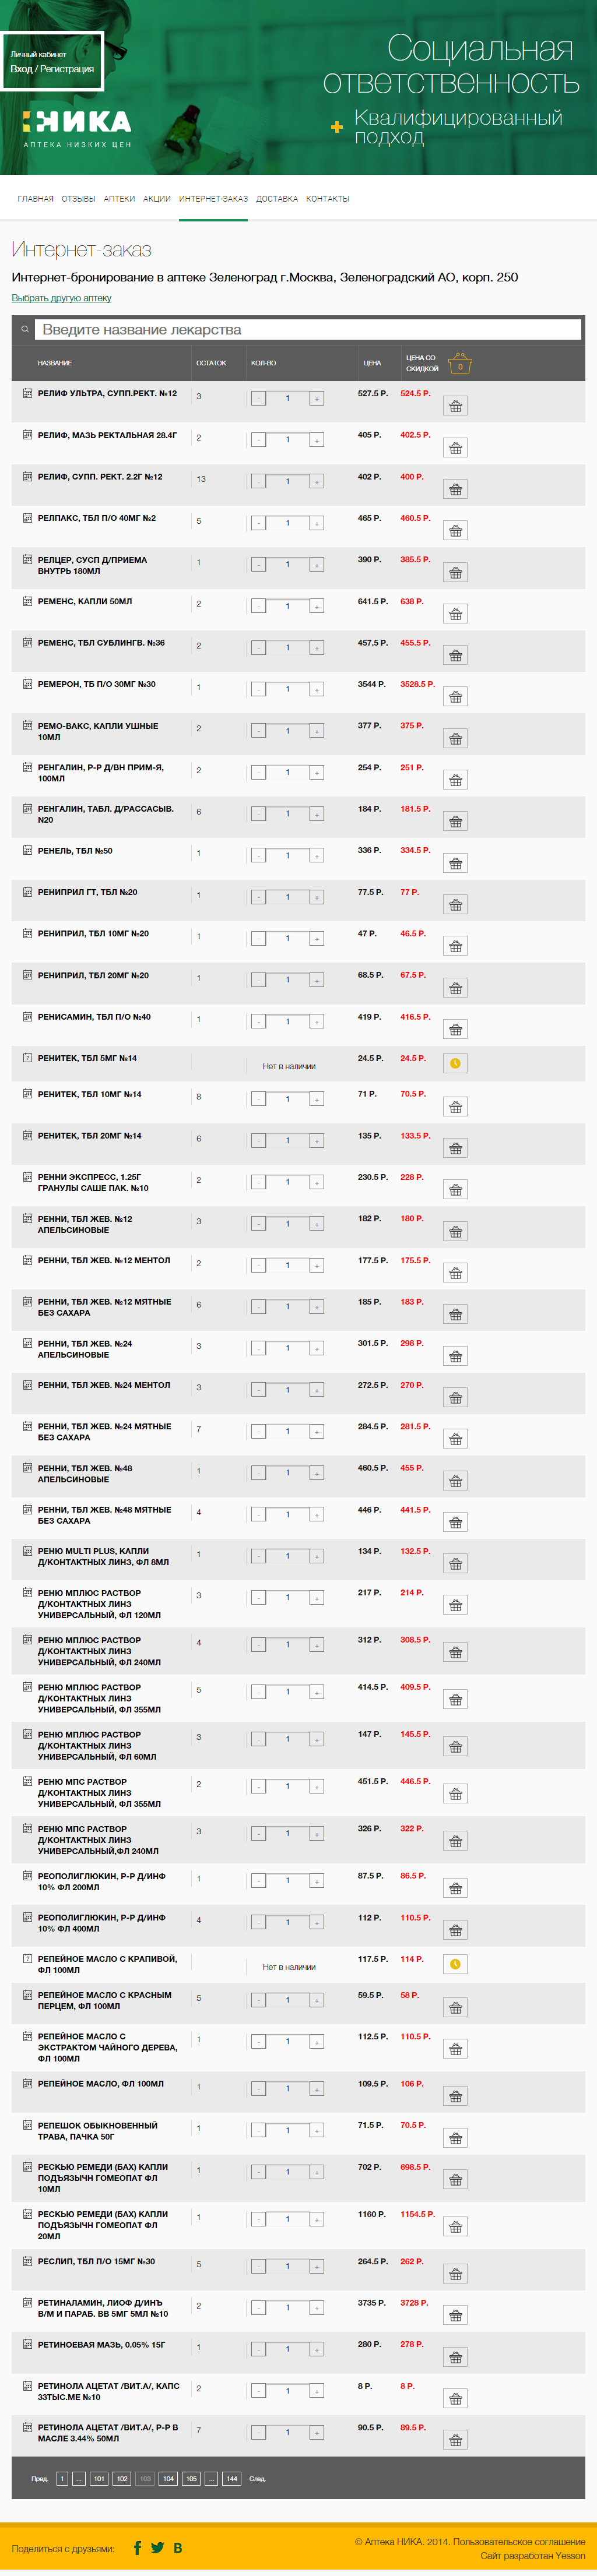 Личный кабинет
Вход / Регистрация
НИКА
АПТЕКА НИЗКИХ ЦЕН
Социальная
ответственность
Квалифицированный
подход
ГЛАВНАЯ ОТЗЫВЫ АПТЕКИ АКЦИИ ИНТЕРНЕТ-ЗАКАЗ ДОСТАВКА КОНТАКТЫ
Интернет-заказ
Интернет-бронирование в аптеке Зеленоград г.Москва, Зеленоградский АО, корп. 250
Выбрать другую аптеку
Введите название лекарства
НАЗВАНИЕ ОСТАТОК КОЛ-ВО ЦЕНА ЦЕНА СО СКИДКОЙ 0
РЕЛИФ УЛЬТРА, СУПП.РЕКТ. №12 3 - 1 + 527.5 Р. 524.5 Р.
РЕЛИФ, МАЗЬ РЕКТАЛЬНАЯ 28.4Г 2 - 1 + 405 Р. 402.5 Р.
РЕЛИФ, СУПП. РЕКТ. 2.2Г №12 13 - 1 + 402 Р. 400 Р.
РЕЛПАКС, ТБЛ П/О 40МГ №2 5 - 1 + 465 Р. 460.5 Р.
РЕЛЦЕР, СУСП Д/ПРИЕМА 1 - 1 + 390 Р. 385.5 Р.
ВНУТРЬ 180МЛ
РЕМЕНС, КАПЛИ 50МЛ 2 - 1 + 641.5 Р. 638 Р.
РЕМЕНС, ТБЛ СУБЛИНГВ. №36 2 - 1 + 457.5 Р. 455.5 Р.
РЕМЕРОН, ТБ П/О 30МГ №30 1 - 1 + 3544 Р. 3528.5 Р.
РЕМО-ВАКС, КАПЛИ УШНЫЕ 2 - 1 + 377 Р. 375 Р.
10МЛ
РЕНГАЛИН, Р-Р Д/ВН ПРИМ-Я, 2 - 1 + 254 Р. 251 Р.
100МЛ
РЕНГАЛИН, ТАБЛ. Д/РАССАСЫВ. 6 - 1 + 184 Р. 181.5 Р.
N20
РЕНЕЛЬ, ТБЛ №50 1 - 1 + 336 Р. 334.5 Р.
РЕНИПРИЛ ГТ, ТБЛ №20 1 - 1 + 77.5 Р. 77 Р.
РЕНИПРИЛ, ТБЛ 10МГ №20 1 - 1 + 47 Р. 46.5 Р.
РЕНИПРИЛ, ТБЛ 20МГ №20 1 - 1 + 68.5 Р. 67.5 Р.
РЕНИСАМИН, ТБЛ П/О №40 1 - 1 + 419 Р. 416.5 Р.
РЕНИТЕК, ТБЛ 5МГ №14 Нет в наличии 24.5 Р. 24.5 Р.
РЕНИТЕК, ТБЛ 10МГ №14 8 - 1 + 71 Р. 70.5 Р.
РЕНИТЕК, ТБЛ 20МГ №14 6 - 1 + 135 Р. 133.5 Р.
РЕННИ ЭКСПРЕСС, 1.25Г 2 - 1 + 230.5 Р. 228 Р.
ГРАНУЛЫ САШЕ ПАК. №10
РЕННИ, ТБЛ ЖЕВ. №12 3 - 1 + 182 Р. 180 Р.
АПЕЛЬСИНОВЫЕ
РЕННИ, ТБЛ ЖЕВ. №12 МЕНТОЛ 2 - 1 + 177.5 Р. 175.5 Р.
РЕННИ, ТБЛ ЖЕВ. №12 МЯТНЫЕ 6 - 1 + 185 Р. 183 Р.
БЕЗ САХАРА
РЕННИ, ТБЛ ЖЕВ. №24 3 - 1 + 301.5 Р. 298 Р.
АПЕЛЬСИНОВЫЕ
РЕННИ, ТБЛ ЖЕВ. №24 МЕНТОЛ 3 - 1 + 272.5 Р. 270 Р.
РЕННИ, ТБЛ ЖЕВ. №24 МЯТНЫЕ 7 - 1 + 284.5 Р. 281.5 Р.
БЕЗ САХАРА
РЕННИ, ТБЛ ЖЕВ. №48 1 - 1 + 460.5 Р. 455 Р.
АПЕЛЬСИНОВЫЕ
РЕННИ, ТБЛ ЖЕВ. №48 МЯТНЫЕ 4 - 1 + 446 Р. 441.5 Р.
БЕЗ САХАРА
РЕНЮ MULTI PLUS, КАПЛИ 1 - 1 + 134 Р. 132.5 Р.
Д/КОНТАКТНЫХ ЛИНЗ, ФЛ 8МЛ
РЕНЮ МПЛЮС РАСТВОР 3 - 1 + 217 Р. 214 Р.
Д/КОНТАКТНЫХ ЛИНЗ
УНИВЕРСАЛЬНЫЙ, ФЛ 120МЛ
РЕНЮ МПЛЮС РАСТВОР 4 - 1 + 312 Р. 308.5 Р.
Д/КОНТАКТНЫХ ЛИНЗ
УНИВЕРСАЛЬНЫЙ, ФЛ 240МЛ
РЕНЮ МПЛЮС РАСТВОР 5 - 1 + 414.5 Р. 409.5 Р.
Д/КОНТАКТНЫХ ЛИНЗ
УНИВЕРСАЛЬНЫЙ, ФЛ 355МЛ
РЕНЮ МПЛЮС РАСТВОР 3 - 1 + 147 Р. 145.5 Р.
Д/КОНТАКТНЫХ ЛИНЗ
УНИВЕРСАЛЬНЫЙ, ФЛ 60МЛ
РЕНЮ МПС РАСТВОР 2 - 1 + 451.5 Р. 446.5 Р.
Д/КОНТАКТНЫХ ЛИНЗ
УНИВЕРСАЛЬНЫЙ, ФЛ 355МЛ
РЕНЮ МПС РАСТВОР 3 - 1 + 326 Р. 322 Р.
Д/КОНТАКТНЫХ ЛИНЗ
УНИВЕРСАЛЬНЫЙ,ФЛ 240МЛ
РЕОПОЛИГЛЮКИН, Р-Р Д/ИНФ 1 - 1 + 87.5 Р. 86.5 Р.
10% ФЛ 200МЛ
РЕОПОЛИГЛЮКИН, Р-Р Д/ИНФ 4 - 1 + 112 Р. 110.5 Р.
10% ФЛ 400МЛ
РЕПЕЙНОЕ МАСЛО С КРАПИВОЙ, Нет в наличии 117.5 Р. 114 Р.
ФЛ 100МЛ
РЕПЕЙНОЕ МАСЛО С КРАСНЫМ 5 - 1 + 59.5 Р. 58 Р.
ПЕРЦЕМ, ФЛ 100МЛ
РЕПЕЙНОЕ МАСЛО С 1 - 1 + 112.5 Р. 110.5 Р.
ЭКСТРАКТОМ ЧАЙНОГО ДЕРЕВА,
ФЛ 100МЛ
РЕПЕЙНОЕ МАСЛО, ФЛ 100МЛ 1 - 1 + 109.5 Р. 106 Р.
РЕПЕШОК ОБЫКНОВЕННЫЙ 1 - 1 + 71.5 Р. 70.5 Р.
ТРАВА, ПАЧКА 50Г
РЕСКЬЮ РЕМЕДИ (БАХ) КАПЛИ 1 - 1 + 702 Р. 698.5 Р.
ПОДЪЯЗЫЧН ГОМЕОПАТ ФЛ
10МЛ
РЕСКЬЮ РЕМЕДИ (БАХ) КАПЛИ 1 - 1 + 1160 Р. 1154.5 Р.
ПОДЪЯЗЫЧН ГОМЕОПАТ ФЛ
20МЛ
РЕСЛИП, ТБЛ П/О 15МГ №30 5 - 1 + 264.5 Р. 262 Р.
РЕТИНАЛАМИН, ЛИОФ Д/ИНЪ 2 - 1 + 3735 Р. 3728 Р.
В/М И ПАРАБ. ВВ 5МГ 5МЛ №10
РЕТИНОЕВАЯ МАЗЬ, 0.05% 15Г 1 - 1 + 280 Р. 278 Р.
РЕТИНОЛА АЦЕТАТ /ВИТ.А/, КАПС 2 - 1 + 8 Р. 8 Р.
33ТЫС.МЕ №10
РЕТИНОЛА АЦЕТАТ /ВИТ.А/, Р-Р В 7 - 1 + 90.5 Р. 89.5 Р.
МАСЛЕ 3.44% 50МЛ
Пред. 1 ... 101 102 103 104 105 ... 144 След.
Поделиться с друзьями:
© Аптека НИКА. 2014. Пользовательское соглашение
Сайт разработан Yesson